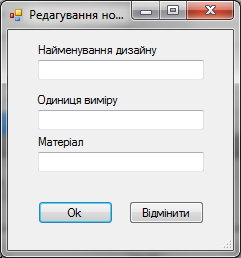 Редагування но...
Найменування дизайну
Одиниця виміру
Матеріал
Ok
Відмінити